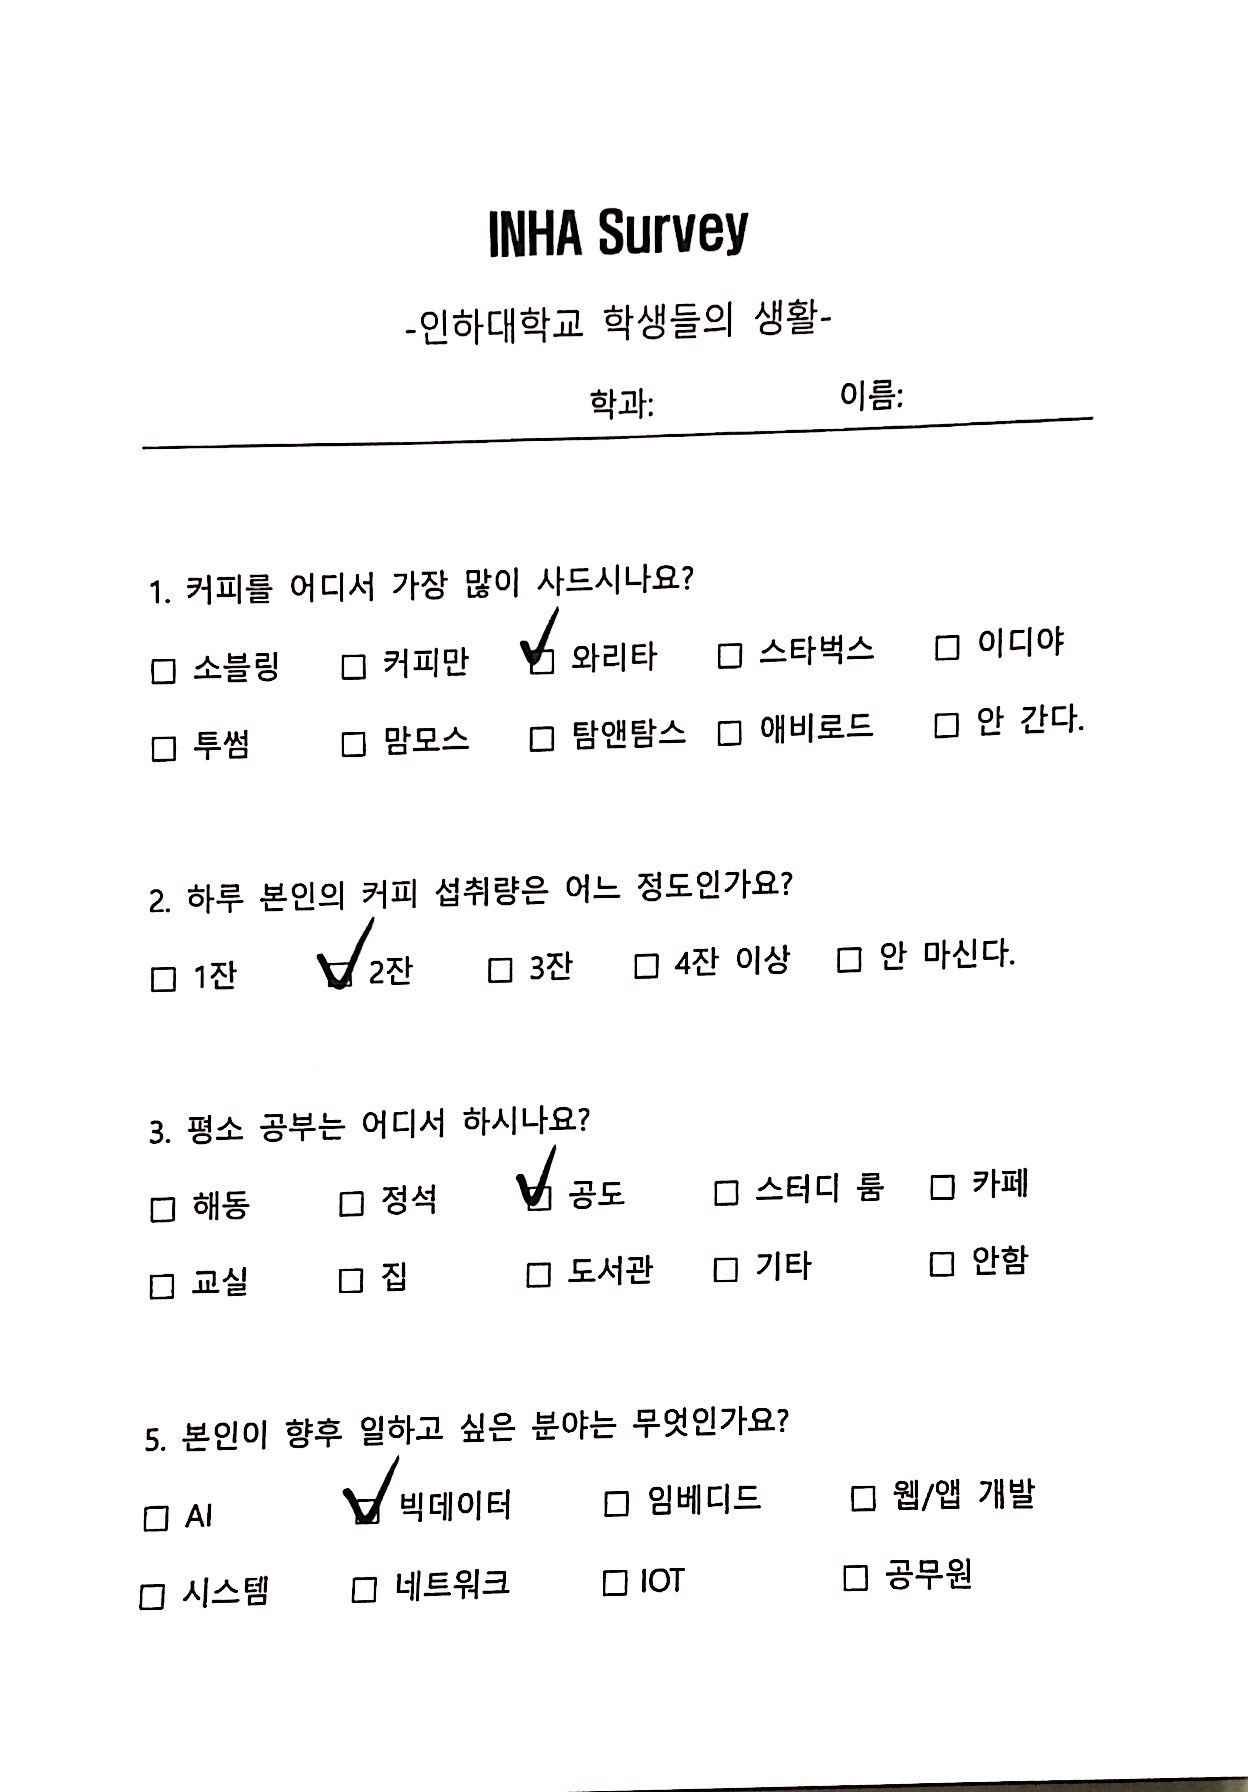 INHA Survey
-인하대학교 학생들의 생활-
학과: 이름:
1. 커피를 어디서 가장 많이 사드시나요?
☐ 소블링 ☐ 커피만 ☑ 와리타 ☐ 스타벅스 ☐ 이디야
☐ 투썸 ☐ 맘모스 ☐ 탐앤탐스 ☐ 애비로드 ☐ 안 간다.
2. 하루 본인의 커피 섭취량은 어느 정도인가요?
☐ 1잔 ☑ 2잔 ☐ 3잔 ☐ 4잔 이상 ☐ 안 마신다.
3. 평소 공부는 어디서 하시나요?
☐ 해동 ☐ 정석 ☑ 공도 ☐ 스터디 룸 ☐ 카페
☐ 교실 ☐ 집 ☐ 도서관 ☐ 기타 ☐ 안함
5. 본인이 향후 일하고 싶은 분야는 무엇인가요?
☐ AI ☑ 빅데이터 ☐ 임베디드 ☐ 웹/앱 개발
☐ 시스템 ☐ 네트워크 ☐ IOT ☐ 공무원